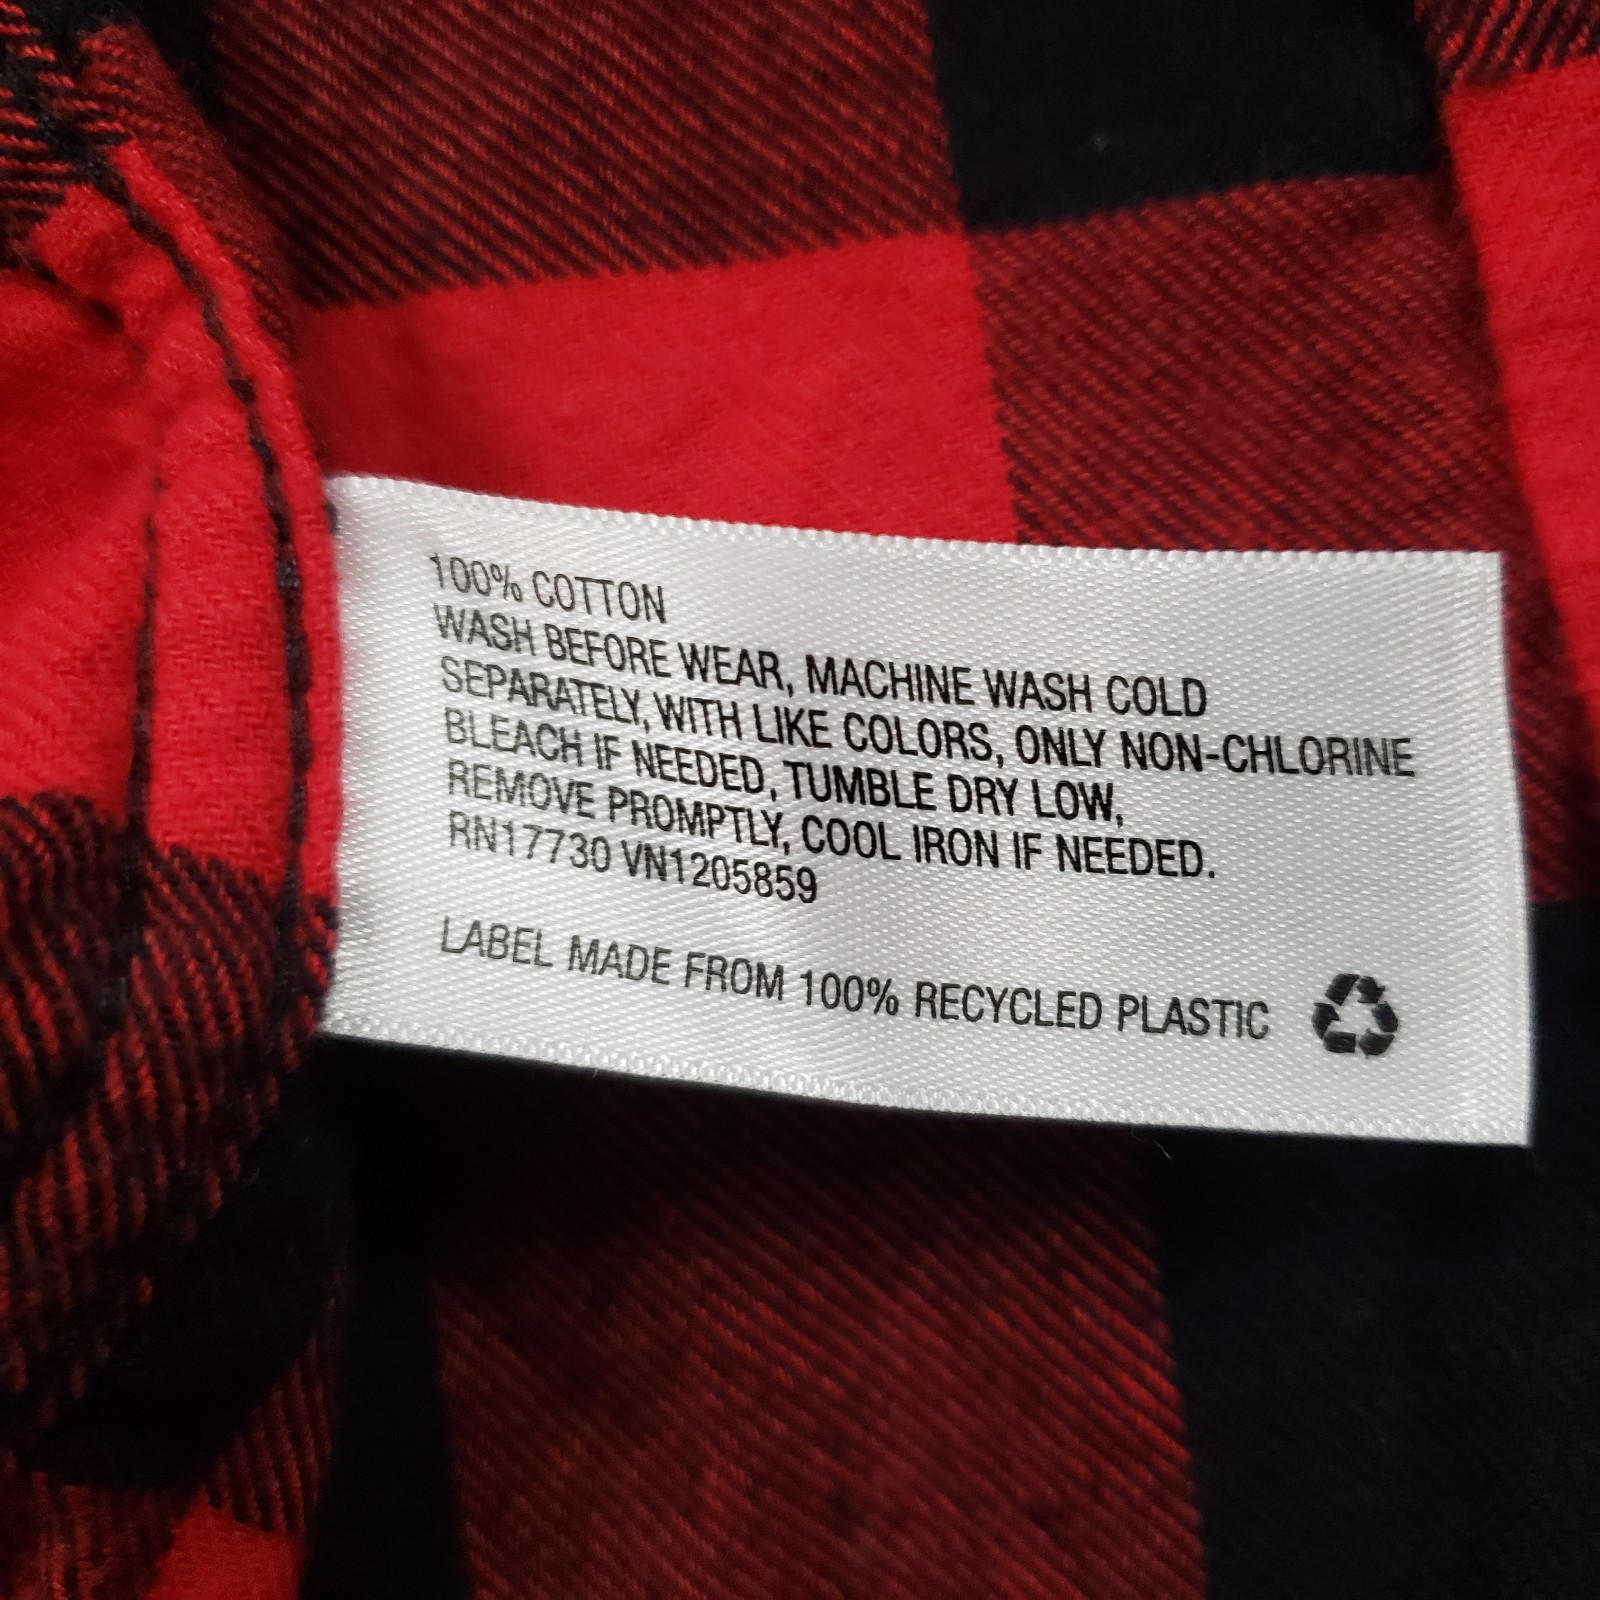 100% COTTON
WASH BEFORE WEAR, MACHINE WASH COLD
SEPARATELY, WITH LIKE COLORS, ONLY NON-CHLORINE
BLEACH IF NEEDED, TUMBLE DRY LOW,
REMOVE PROMPTLY, COOL IRON IF NEEDED.
RN17730 VN1205859
LABEL MADE FROM 100% RECYCLED PLASTIC